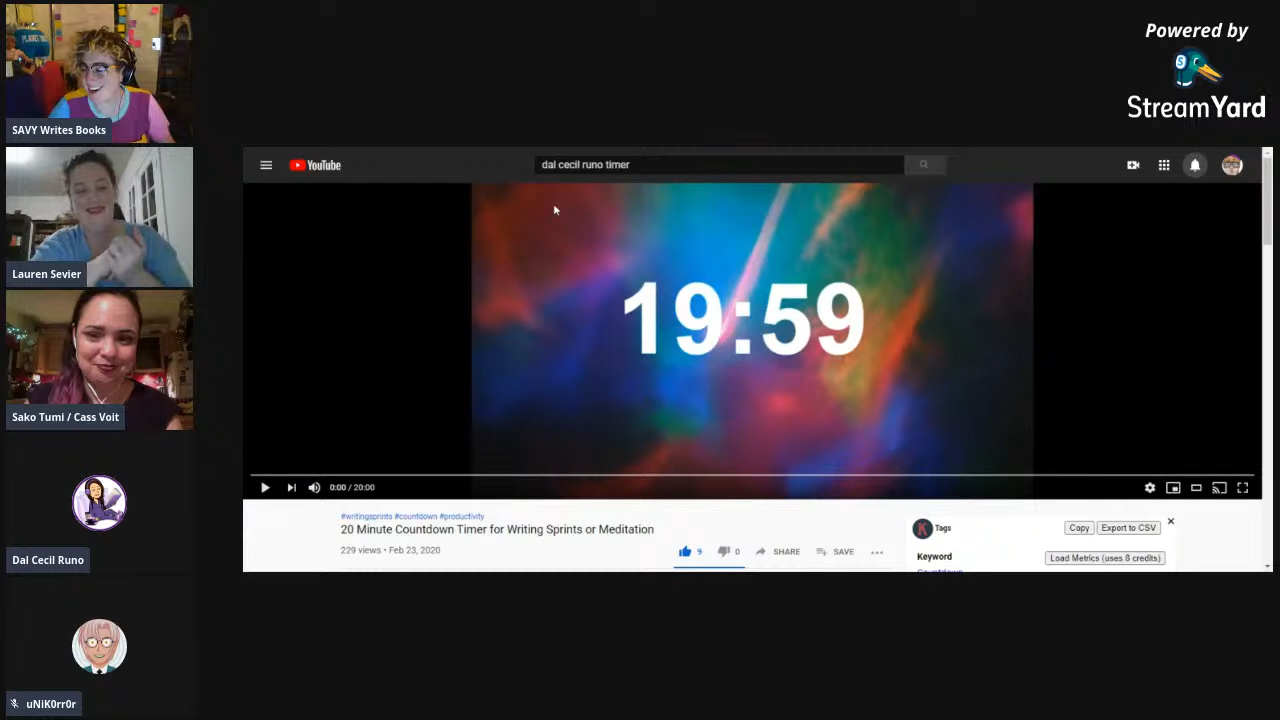 Powered by
StreamYard
SAVY Writes Books
Lauren Sevier
Sako Tumi / Cass Voit
Dal Cecil Runo
uNiK0rr0r
YouTube
dal cecil runo timer
19:59
0:00 / 20:00
#writingsprints #countdown #productivity
20 Minute Countdown Timer for Writing Sprints or Meditation
229 views • Feb 23, 2020
9
0
SHARE
SAVE
Tags
Copy
Export to CSV
Keyword
Load Metrics (uses 8 credits)
Countdown